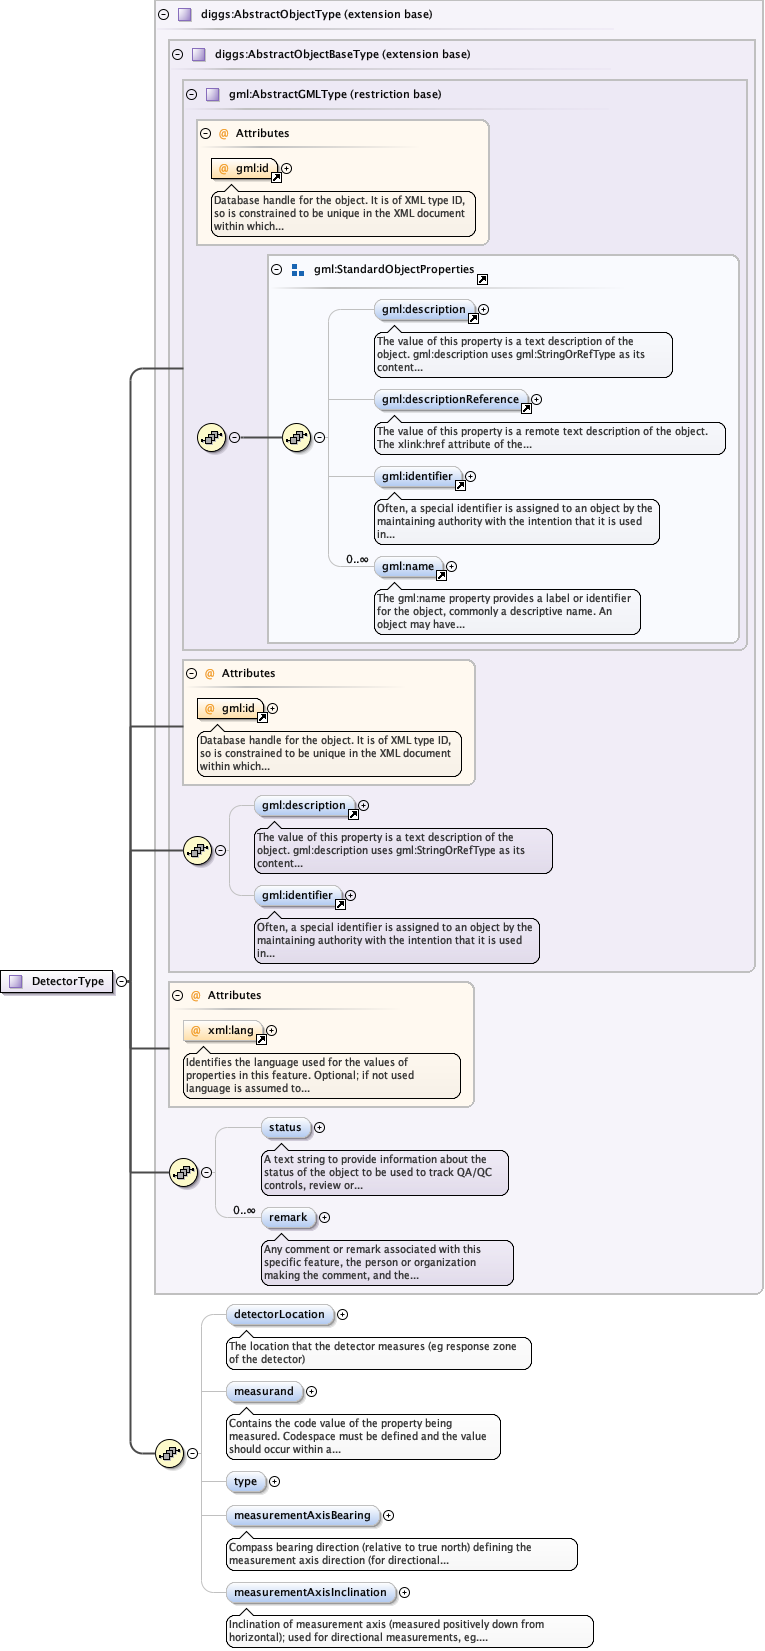 diggs:AbstractObjectType (extension base)
diggs:AbstractObjectBaseType (extension base)
gml:AbstractGMLType (restriction base)
@ Attributes
@ gml:id
Database handle for the object. It is of XML type ID,
so is constrained to be unique in the XML document
within which...
gml:StandardObjectProperties
gml:description
The value of this property is a text description of the
object. gml:description uses gml:StringOrRefType as its
content...
gml:descriptionReference
The value of this property is a remote text description of the object.
The xlink:href attribute of the...
gml:identifier
Often, a special identifier is assigned to an object by the
maintaining authority with the intention that it is used
in...
0..∞
gml:name
The gml:name property provides a label or identifier
for the object, commonly a descriptive name. An
object may have...
@ Attributes
@ gml:id
Database handle for the object. It is of XML type ID,
so is constrained to be unique in the XML document
within which...
gml:description
The value of this property is a text description of the
object. gml:description uses gml:StringOrRefType as its
content...
gml:identifier
Often, a special identifier is assigned to an object by the
maintaining authority with the intention that it is used
in...
DetectorType
@ Attributes
@ xml:lang
Identifies the language used for the values of
properties in this feature. Optional; if not used
language is assumed to...
status
A text string to provide information about the
status of the object to be used to track QA/QC
controls, review or...
0..∞
remark
Any comment or remark associated with this
specific feature, the person or organization
making the comment, and the...
detectorLocation
The location that the detector measures (eg response zone
of the detector)
measurand
Contains the code value of the property being
measured. Codespace must be defined and the value
should occur within a...
type
measurementAxisBearing
Compass bearing direction (relative to true north) defining the
measurement axis direction (for directional...
measurementAxisInclination
Inclination of measurement axis (measured positively down from
horizontal); used for directional measurements, eg....